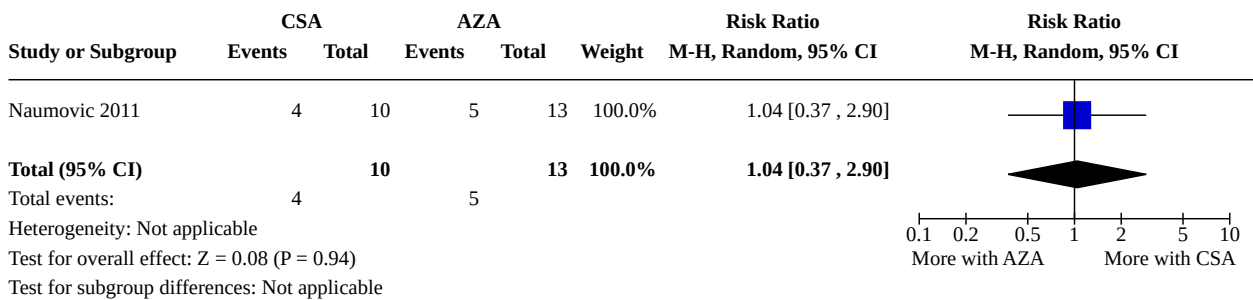 CSA AZA Risk Ratio Risk Ratio
Study or Subgroup Events Total Events Total Weight M-H, Random, 95% CI M-H, Random, 95% CI
Naumovic 2011 4 10 5 13 100.0% 1.04 [0.37 , 2.90]
Total (95% CI) 10 13 100.0% 1.04 [0.37 , 2.90]
Total events: 4 5
Heterogeneity: Not applicable
0.1 0.2 0.5 1 2 5 10
Test for overall effect: Z = 0.08 (P = 0.94) More with AZA More with CSA
Test for subgroup differences: Not applicable